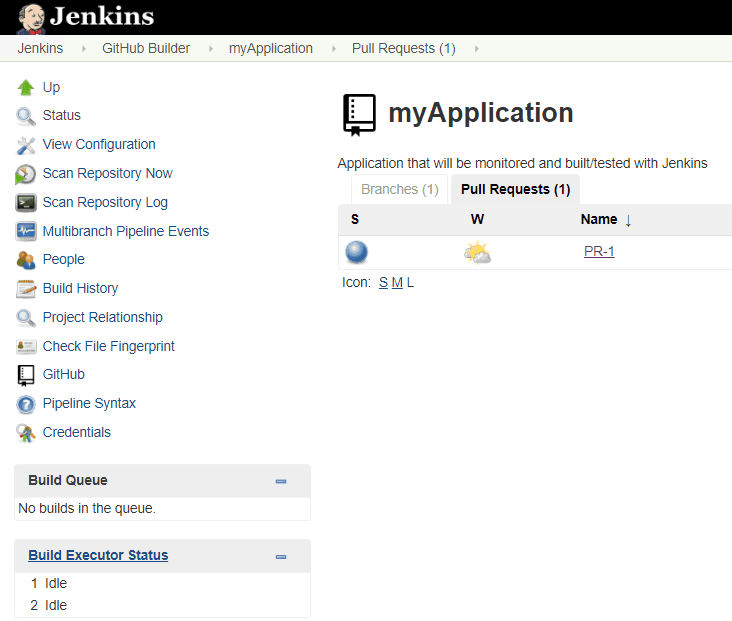 Jenkins
Jenkins GitHub Builder myApplication Pull Requests (1)
Up
Status
View Configuration
Scan Repository Now
Scan Repository Log
Multibranch Pipeline Events
People
Build History
Project Relationship
Check File Fingerprint
GitHub
Pipeline Syntax
Credentials
Build Queue
No builds in the queue.
Build Executor Status
1 Idle
2 Idle
myApplication
Application that will be monitored and built/tested with Jenkins
Branches (1) Pull Requests (1)
S W Name ↓
PR-1
Icon: S M L